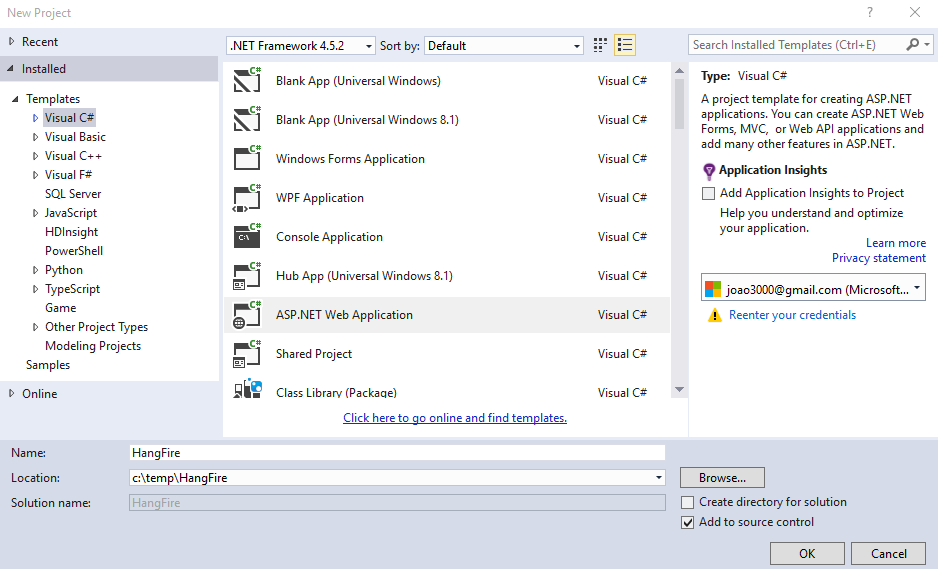 New Project
?
Recent
.NET Framework 4.5.2
Sort by:
Default
Search Installed Templates (Ctrl+E)
Installed
Templates
Visual C#
Visual Basic
Visual C++
Visual F#
SQL Server
JavaScript
HDInsight
PowerShell
Python
TypeScript
Game
Other Project Types
Modeling Projects
Samples
Online
C# Blank App (Universal Windows) Visual C#
C# Blank App (Universal Windows 8.1) Visual C#
C# Windows Forms Application Visual C#
C# WPF Application Visual C#
C# C:\ Console Application Visual C#
C# Hub App (Universal Windows 8.1) Visual C#
C# ASP.NET Web Application Visual C#
C# Shared Project Visual C#
C# Class Library (Package) Visual C#
Click here to go online and find templates.
Type: Visual C#
A project template for creating ASP.NET
applications. You can create ASP.NET Web
Forms, MVC, or Web API applications and
add many other features in ASP.NET.
Application Insights
Add Application Insights to Project
Help you understand and optimize
your application.
Learn more
Privacy statement
joao3000@gmail.com (Microsoft...
Reenter your credentials
Name: HangFire
Location: c:\temp\HangFire
Browse...
Solution name: HangFire
Create directory for solution
Add to source control
OK
Cancel